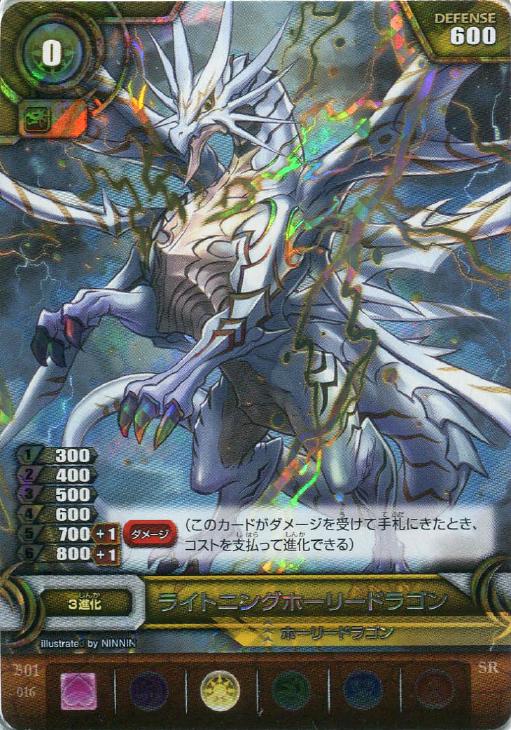 0
DEFENSE
600
1 300
2 400
3 500
4 600
5 700 +1
6 800 +1
ダメージ
(このカードがダメージを受けて手札にきたとき、
コストを支払って進化できる)
3進化
ライトニングホーリードラゴン
ホーリードラゴン
illustrated by NINNIN
B01
016
SR